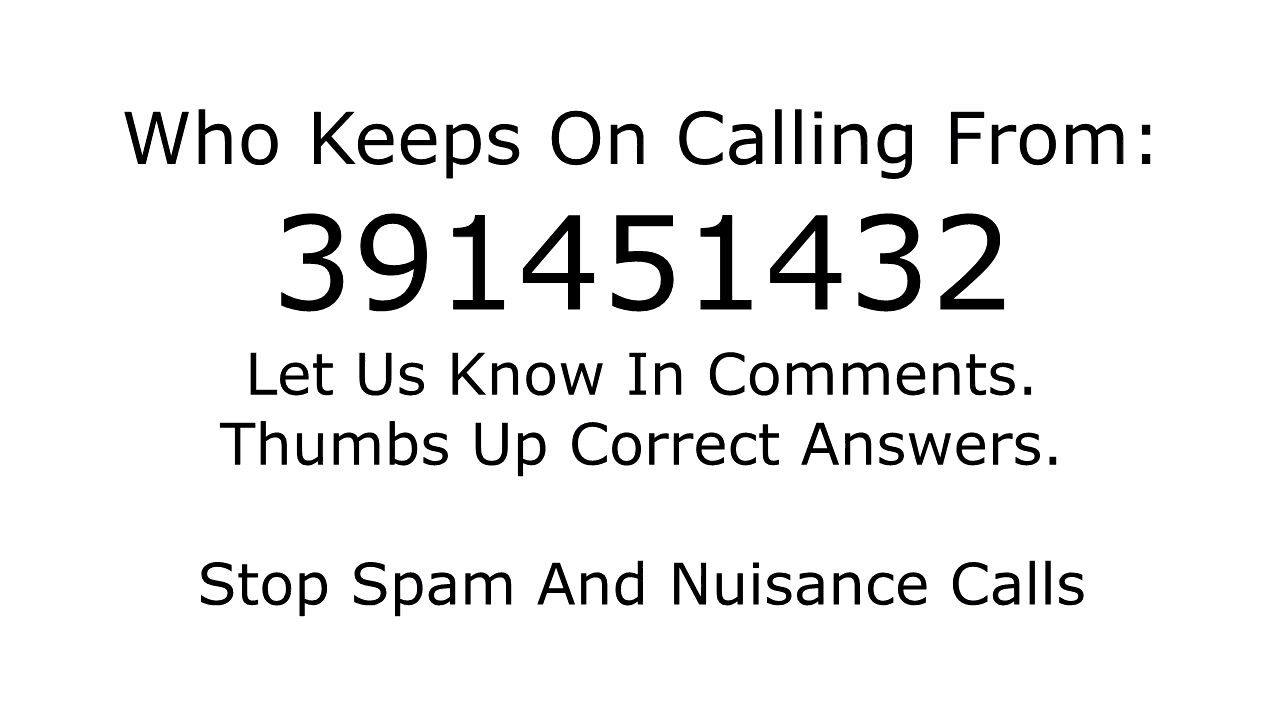 Who Keeps On Calling From:
391451432
Let Us Know In Comments.
Thumbs Up Correct Answers.
Stop Spam And Nuisance Calls